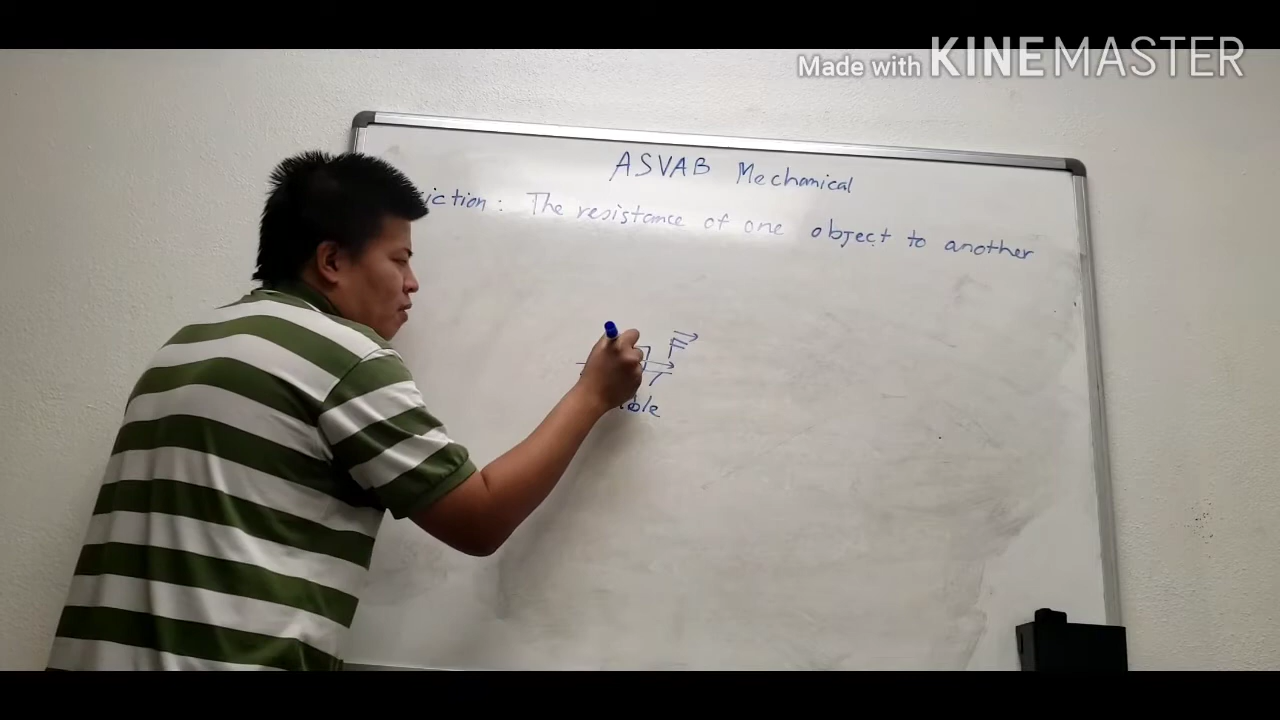 Made with KINEMASTER
ASVAB Mechanical
iction: The resistance of one object to another
F
ble